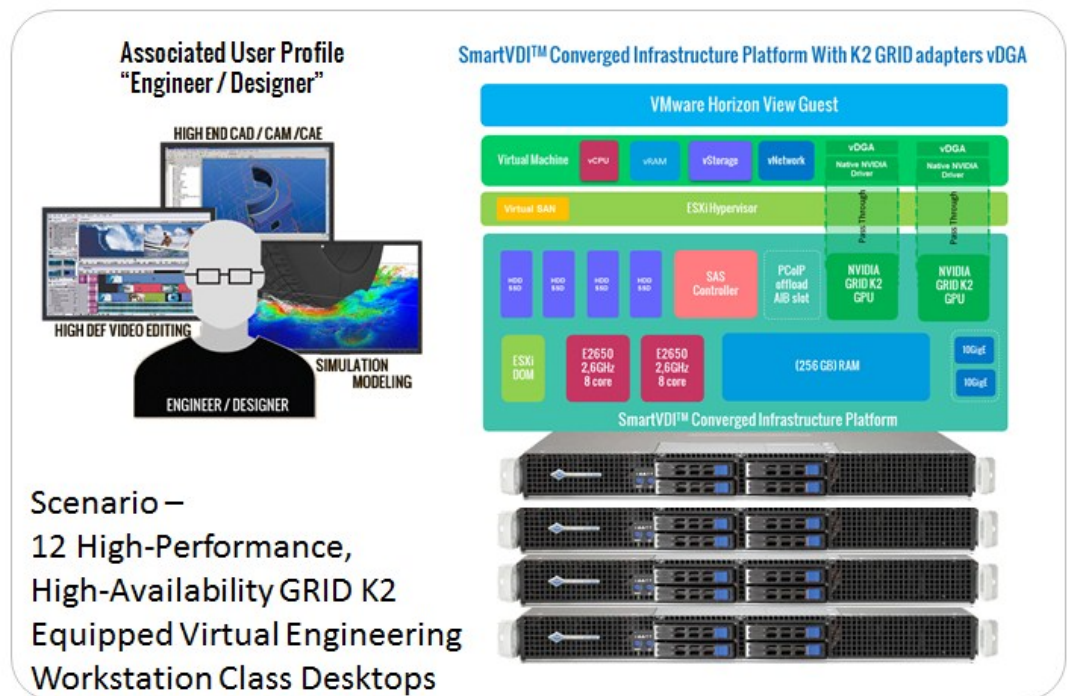 Associated User Profile
“Engineer / Designer”
HIGH END CAD / CAM /CAE
HIGH DEF VIDEO EDITING
SIMULATION
MODELING
ENGINEER / DESIGNER
Scenario –
12 High-Performance,
High-Availability GRID K2
Equipped Virtual Engineering
Workstation Class Desktops
SmartVDI™ Converged Infrastructure Platform With K2 GRID adapters vDGA
VMware Horizon View Guest
Virtual Machine
vCPU
vRAM
vStorage
vNetwork
vDGA
Native NVIDIA
Driver
vDGA
Native NVIDIA
Driver
Virtual SAN
ESXi Hypervisor
Pass Through
Pass Through
HDD
SSD
HDD
SSD
HDD
SSD
HDD
SSD
SAS
Controller
PCoIP
offload
AIB slot
NVIDIA
GRID K2
GPU
NVIDIA
GRID K2
GPU
ESXi
DOM
E2650
2,6GHz
8 core
E2650
2,6GHz
8 core
(256 GB) RAM
10GigE
10GigE
SmartVDI™ Converged Infrastructure Platform